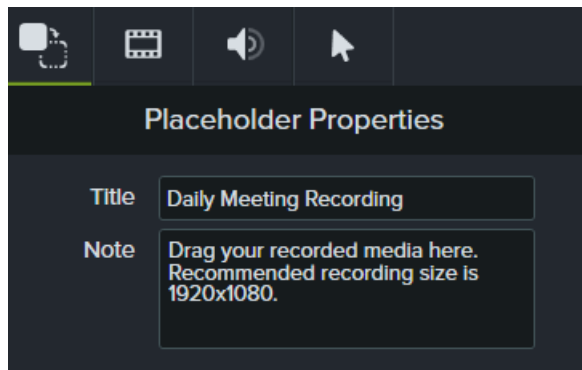 Placeholder Properties
Title
Daily Meeting Recording
Note
Drag your recorded media here.
Recommended recording size is
1920x1080.